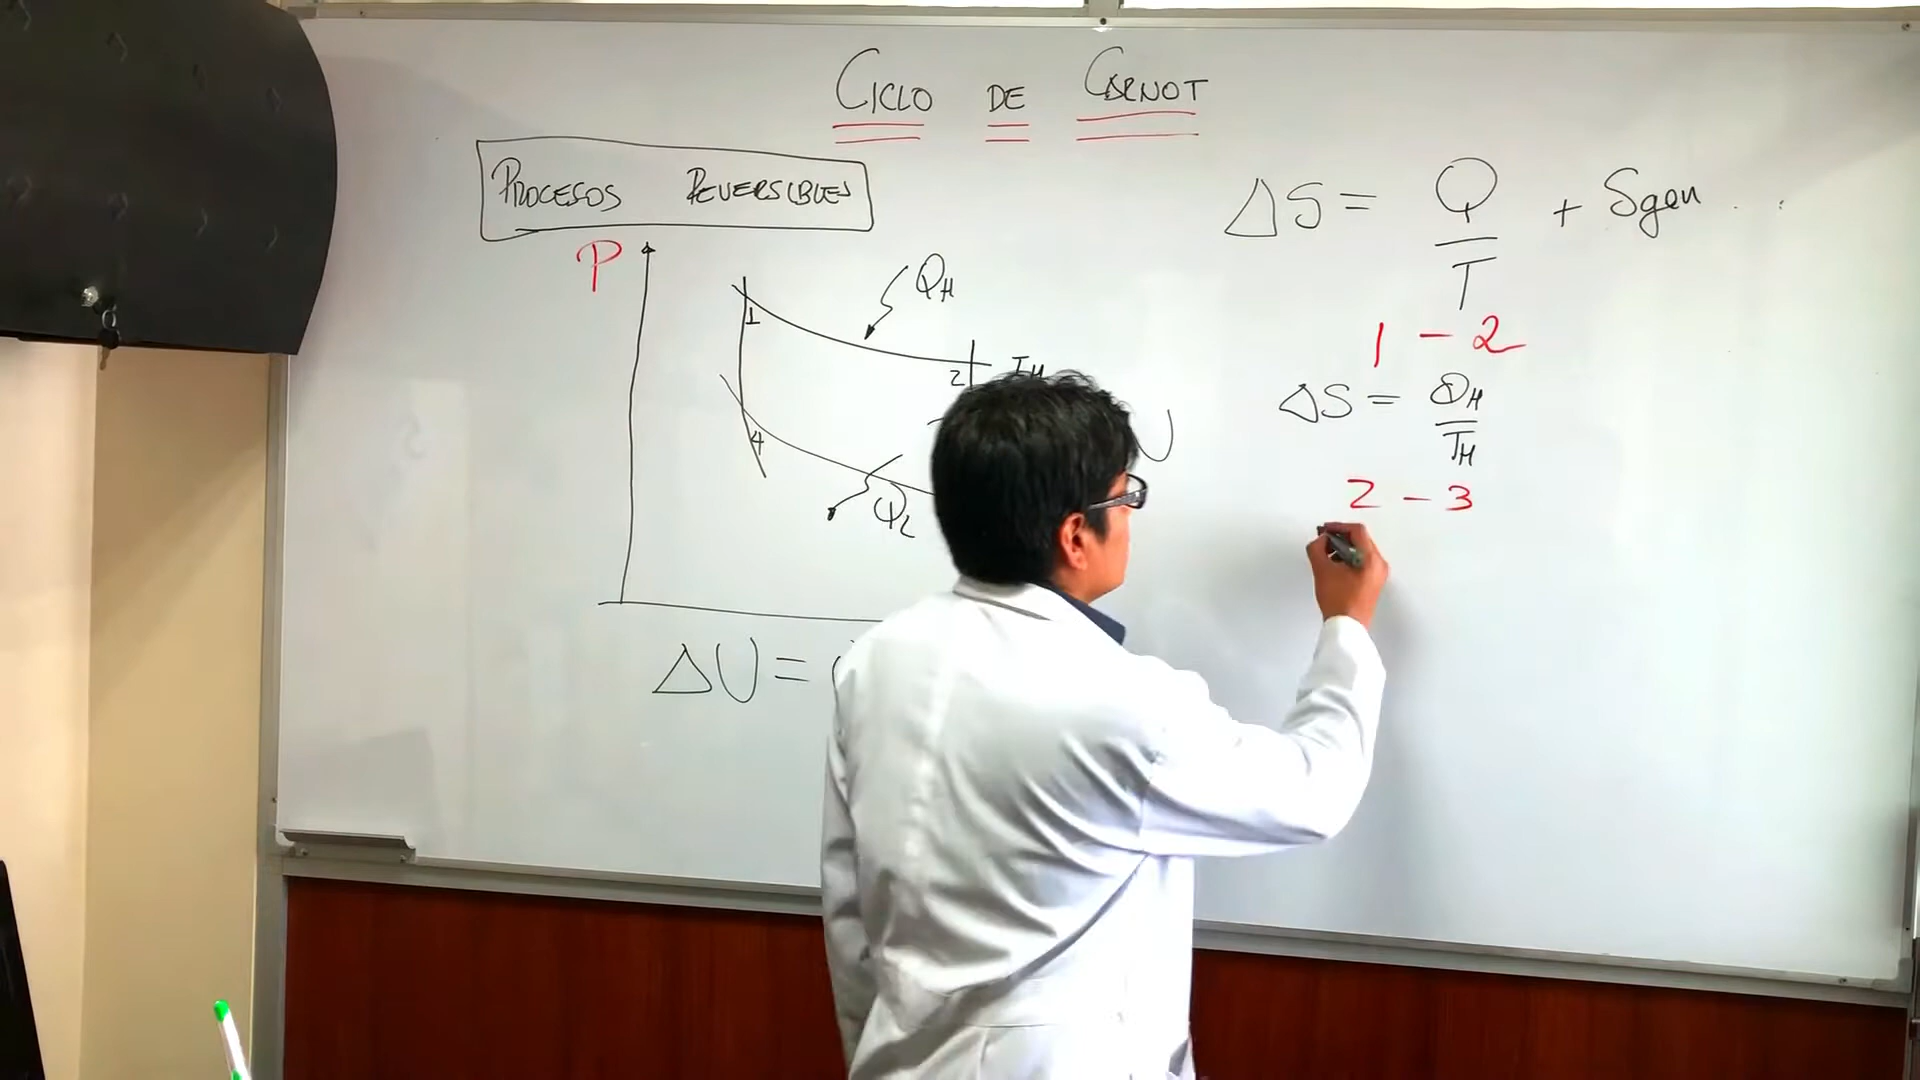 CICLO DE CARNOT
PROCESOS REVERSIBLES
P
QH
1
2
TH
4
QL
U
ΔU =
ΔS = Q/T + Sgen
1 - 2
ΔS = QH/TH
2 - 3